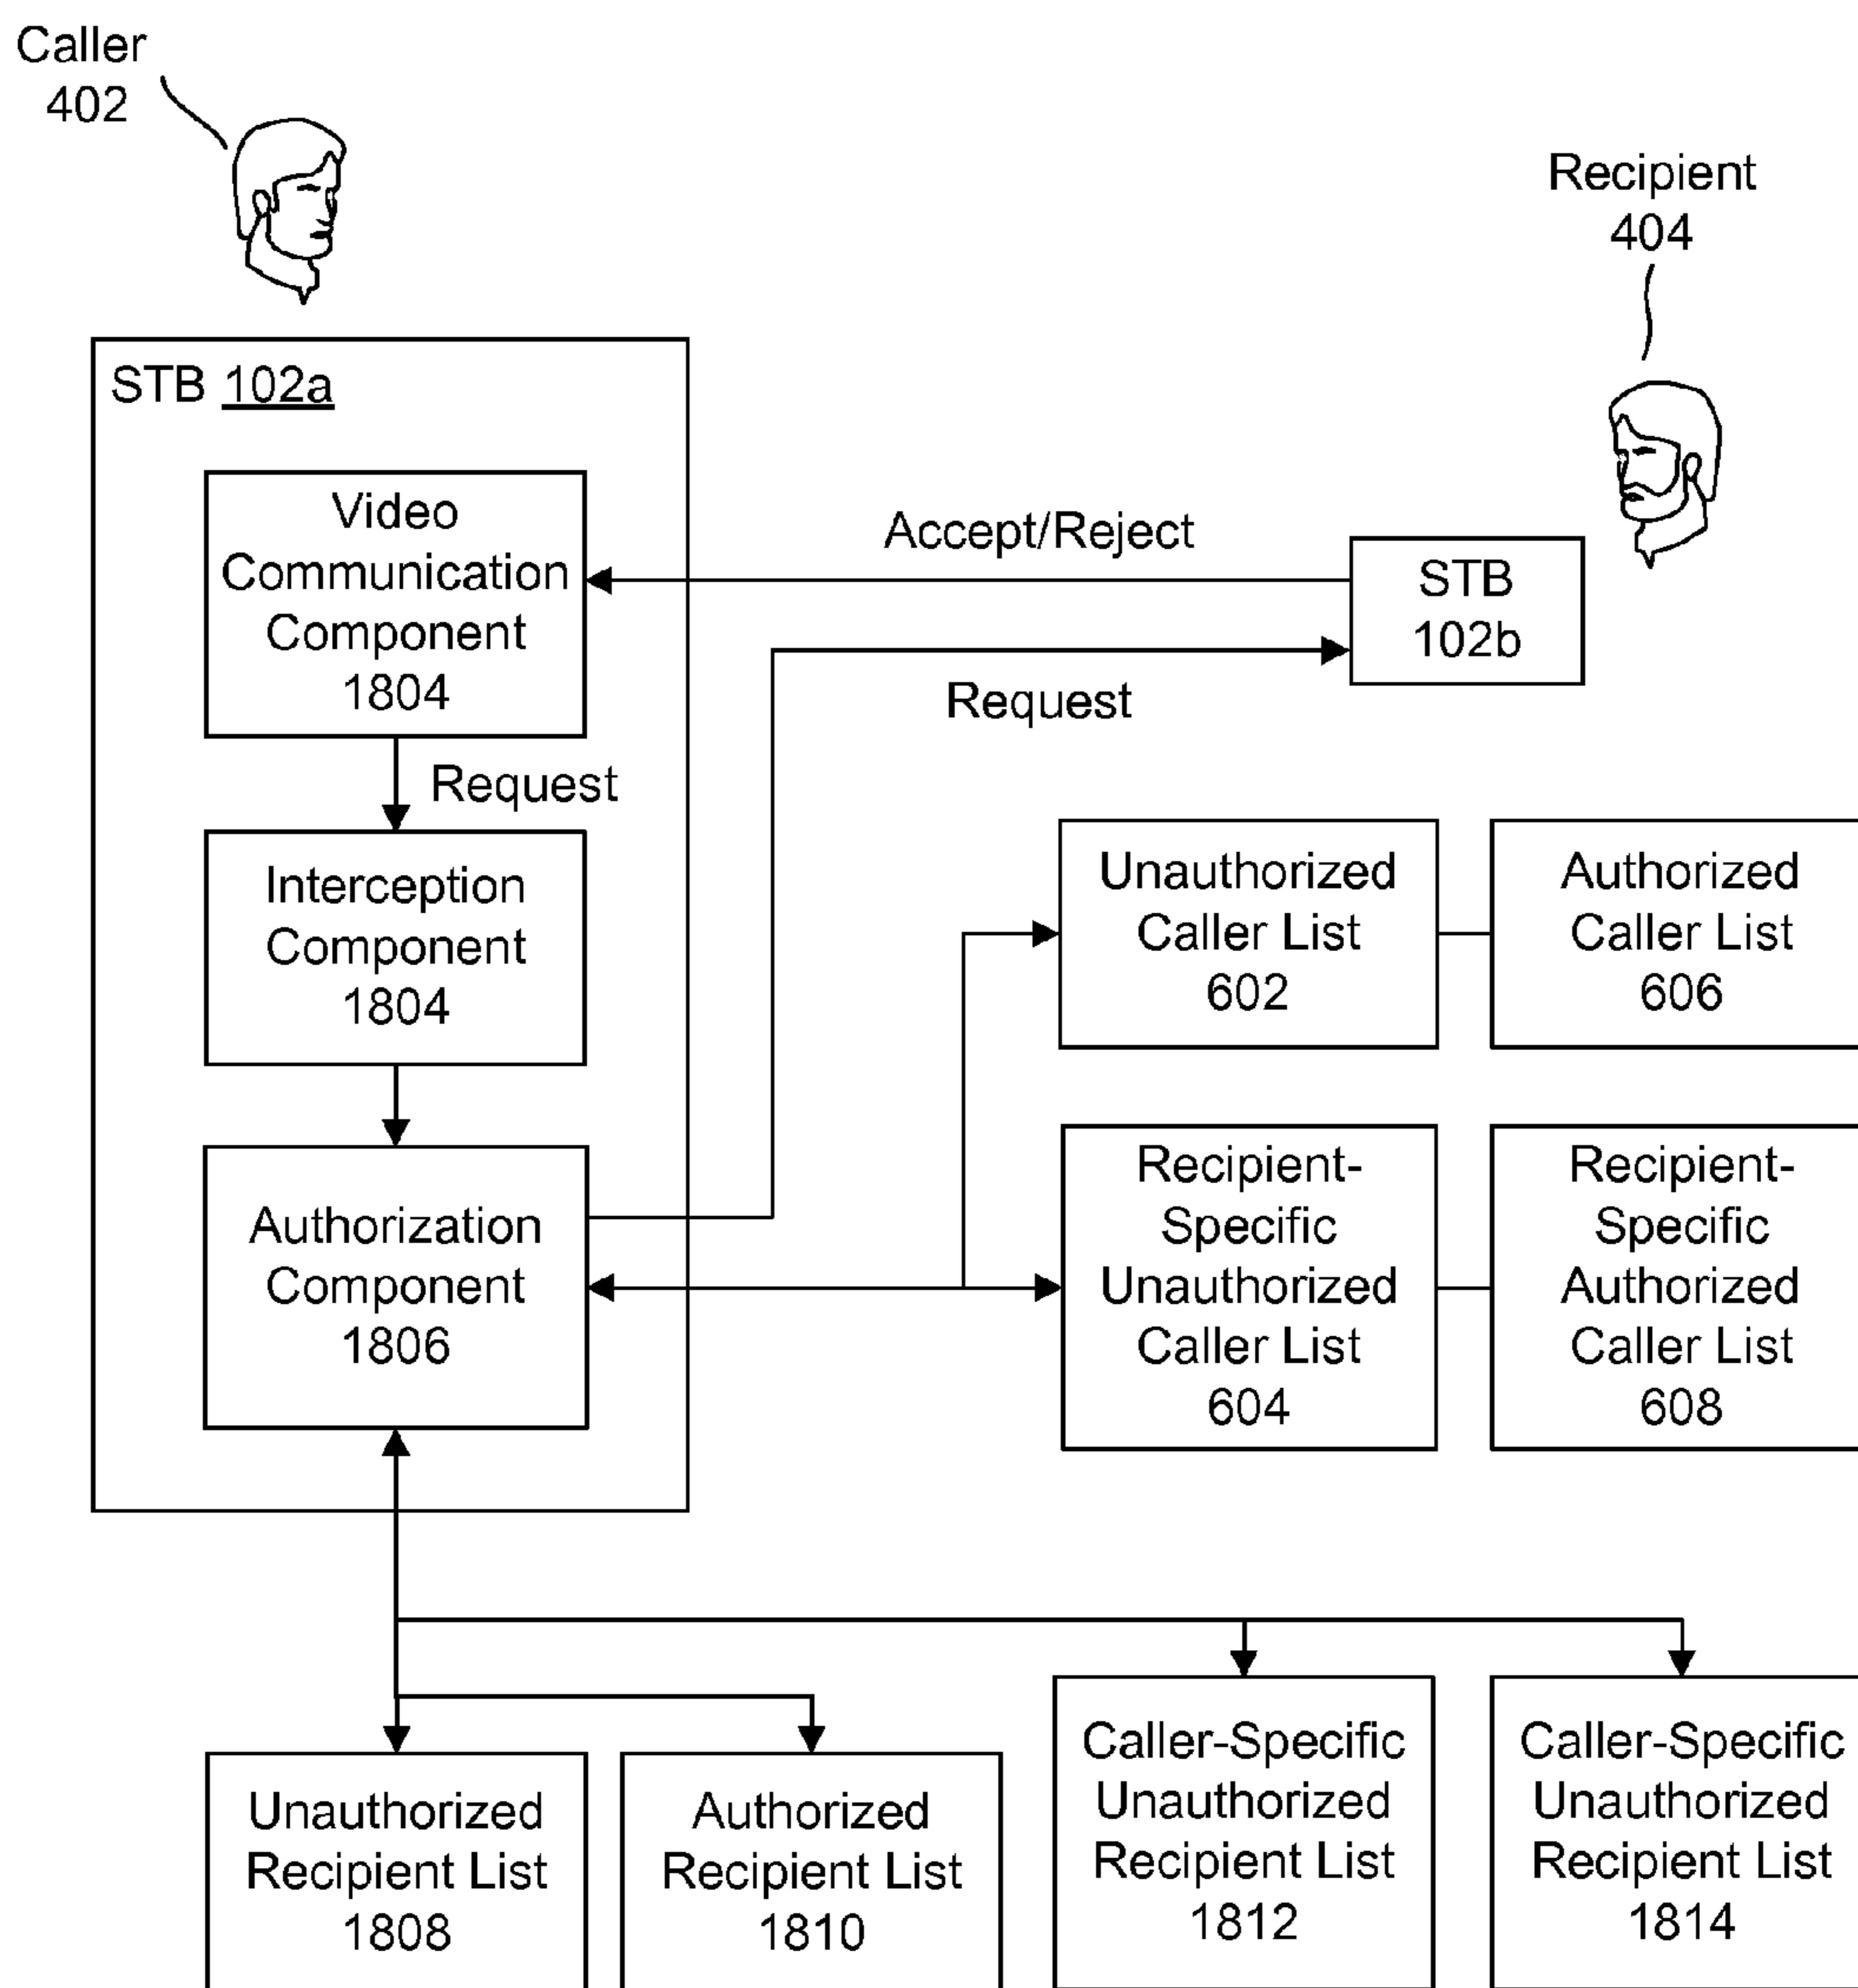 Caller
402
Recipient
404
STB 102a
Video
Communication
Component
1804
Accept/Reject
STB
102b
Request
Request
Interception
Component
1804
Unauthorized
Caller List
602
Authorized
Caller List
606
Authorization
Component
1806
Recipient-
Specific
Unauthorized
Caller List
604
Recipient-
Specific
Authorized
Caller List
608
Unauthorized
Recipient List
1808
Authorized
Recipient List
1810
Caller-Specific
Unauthorized
Recipient List
1812
Caller-Specific
Unauthorized
Recipient List
1814